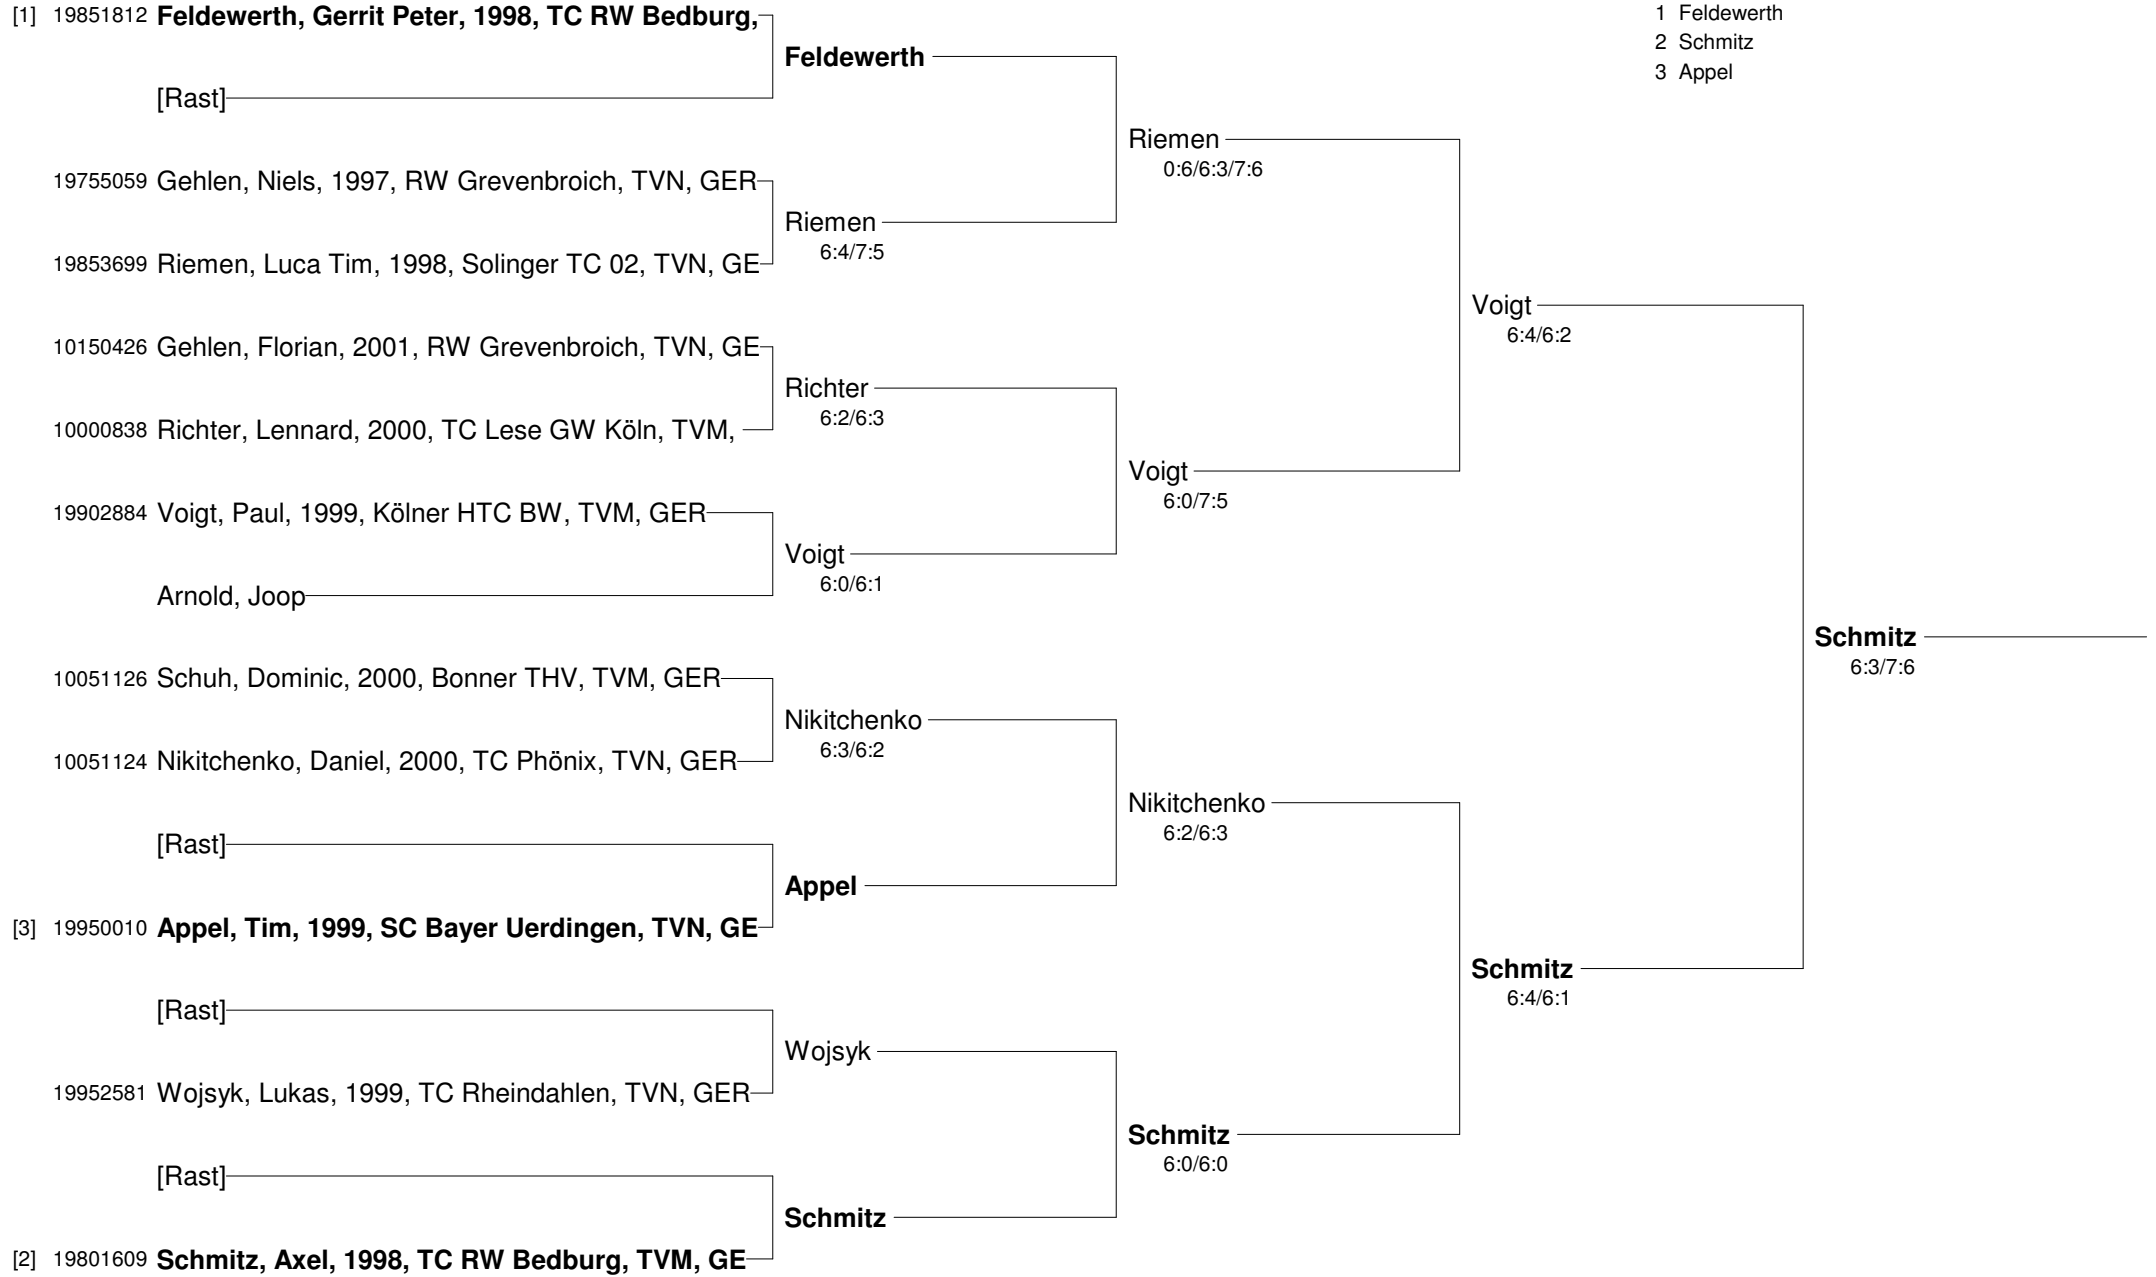 [1] 19851812 Feldewerth, Gerrit Peter, 1998, TC RW Bedburg,
1 Feldewerth
2 Schmitz
3 Appel
Feldewerth
[Rast]
Riemen
0:6/6:3/7:6
19755059 Gehlen, Niels, 1997, RW Grevenbroich, TVN, GER
Riemen
6:4/7:5
19853699 Riemen, Luca Tim, 1998, Solinger TC 02, TVN, GE
Voigt
6:4/6:2
10150426 Gehlen, Florian, 2001, RW Grevenbroich, TVN, GE
Richter
6:2/6:3
10000838 Richter, Lennard, 2000, TC Lese GW Köln, TVM,
Voigt
6:0/7:5
19902884 Voigt, Paul, 1999, Kölner HTC BW, TVM, GER
Voigt
6:0/6:1
Arnold, Joop
Schmitz
6:3/7:6
10051126 Schuh, Dominic, 2000, Bonner THV, TVM, GER
Nikitchenko
6:3/6:2
10051124 Nikitchenko, Daniel, 2000, TC Phönix, TVN, GER
Nikitchenko
6:2/6:3
[Rast]
Appel
[3] 19950010 Appel, Tim, 1999, SC Bayer Uerdingen, TVN, GE
Schmitz
6:4/6:1
[Rast]
Wojsyk
19952581 Wojsyk, Lukas, 1999, TC Rheindahlen, TVN, GER
Schmitz
6:0/6:0
[Rast]
Schmitz
[2] 19801609 Schmitz, Axel, 1998, TC RW Bedburg, TVM, GE